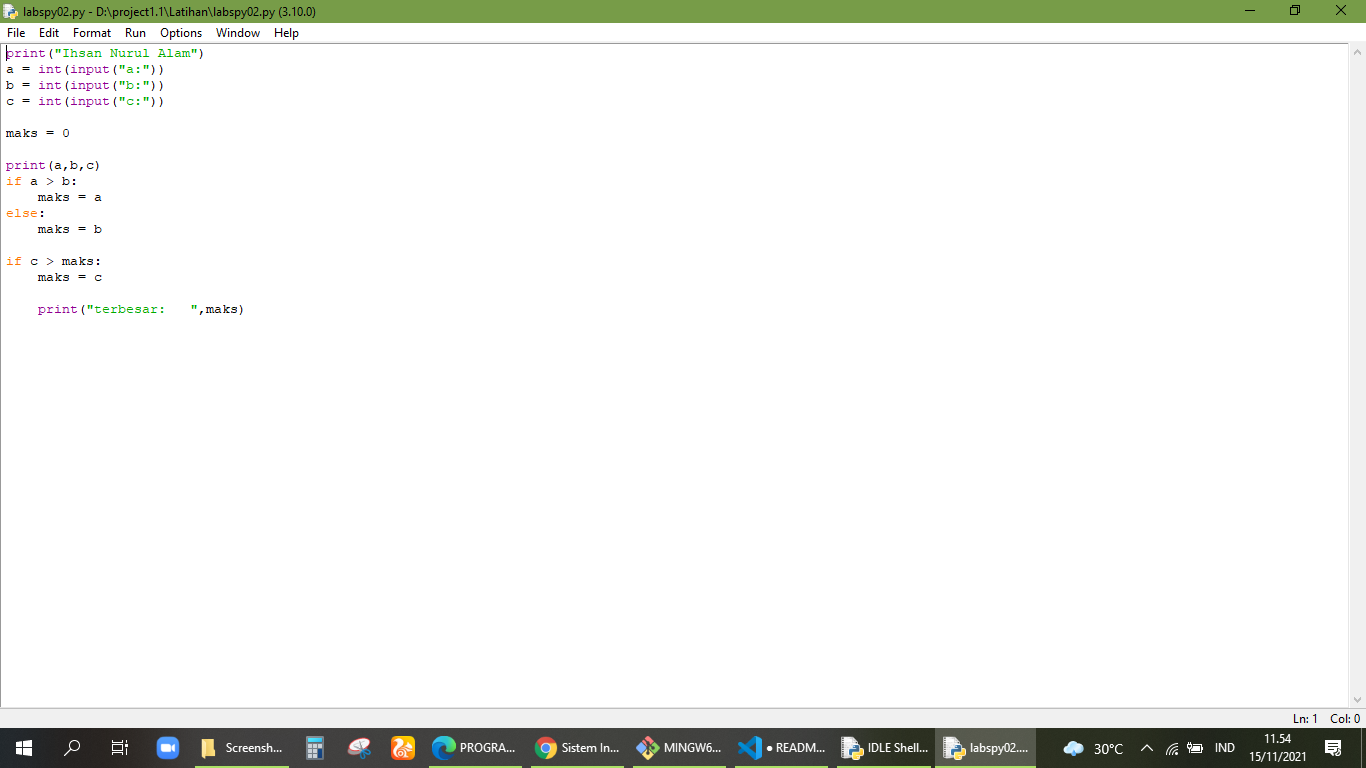 labspy02.py - D:\project1.1\Latihan\labspy02.py (3.10.0)
File Edit Format Run Options Window Help
print("Ihsan Nurul Alam")
a = int(input("a:"))
b = int(input("b:"))
c = int(input("c:"))
maks = 0
print(a,b,c)
if a > b:
    maks = a
else:
    maks = b
if c > maks:
    maks = c
    print("terbesar:   ",maks)
Ln: 1 Col: 0
Screensh... PROGRA... Sistem In... MINGW6... • READM... IDLE Shell... labspy02.... 30°C IND 11.54
15/11/2021